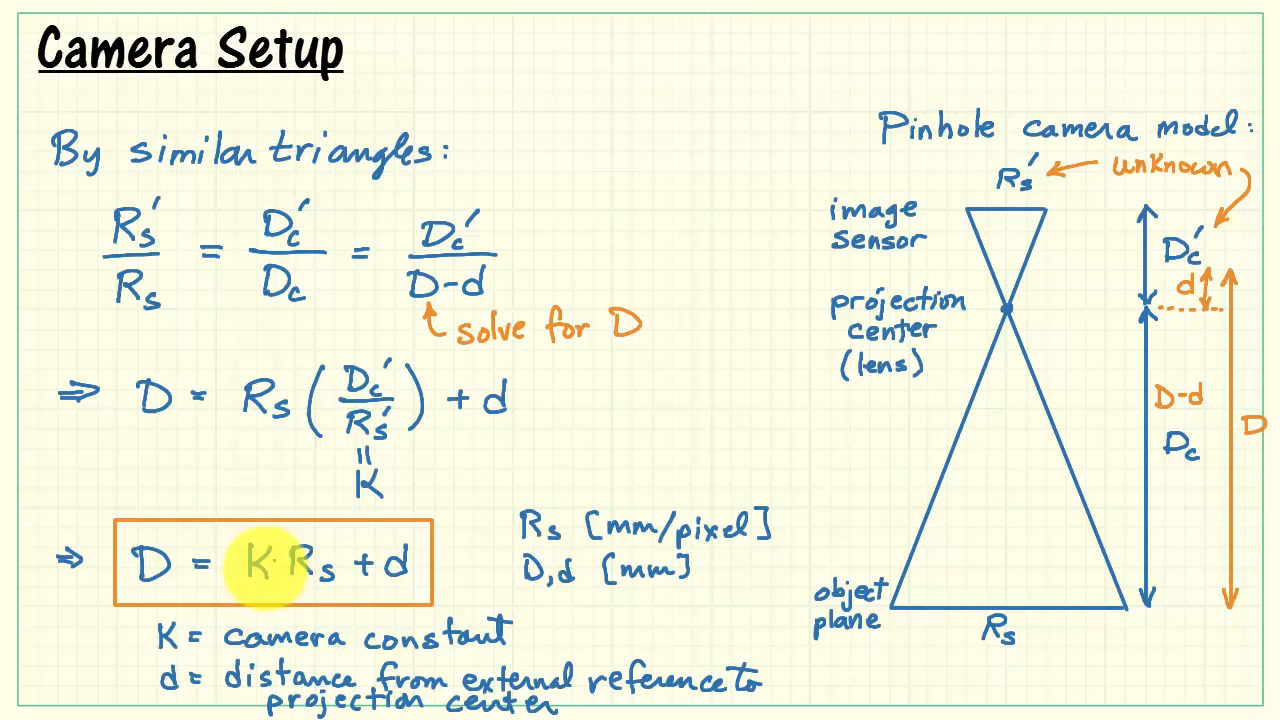 Camera Setup
By similar triangles:
Rs'/Rs = Dc'/Dc = Dc'/D-d
solve for D
⇒ D = Rs (Dc'/Rs') + d
=
K
⇒ D = K·Rs + d
Rs [mm/pixel]
D,d [mm]
K = camera constant
d = distance from external reference to
projection center
Pinhole camera model:
Rs' ← unknown
image
sensor
Dc'
d
projection
center
(lens)
D-d
D
Dc
object
plane
Rs